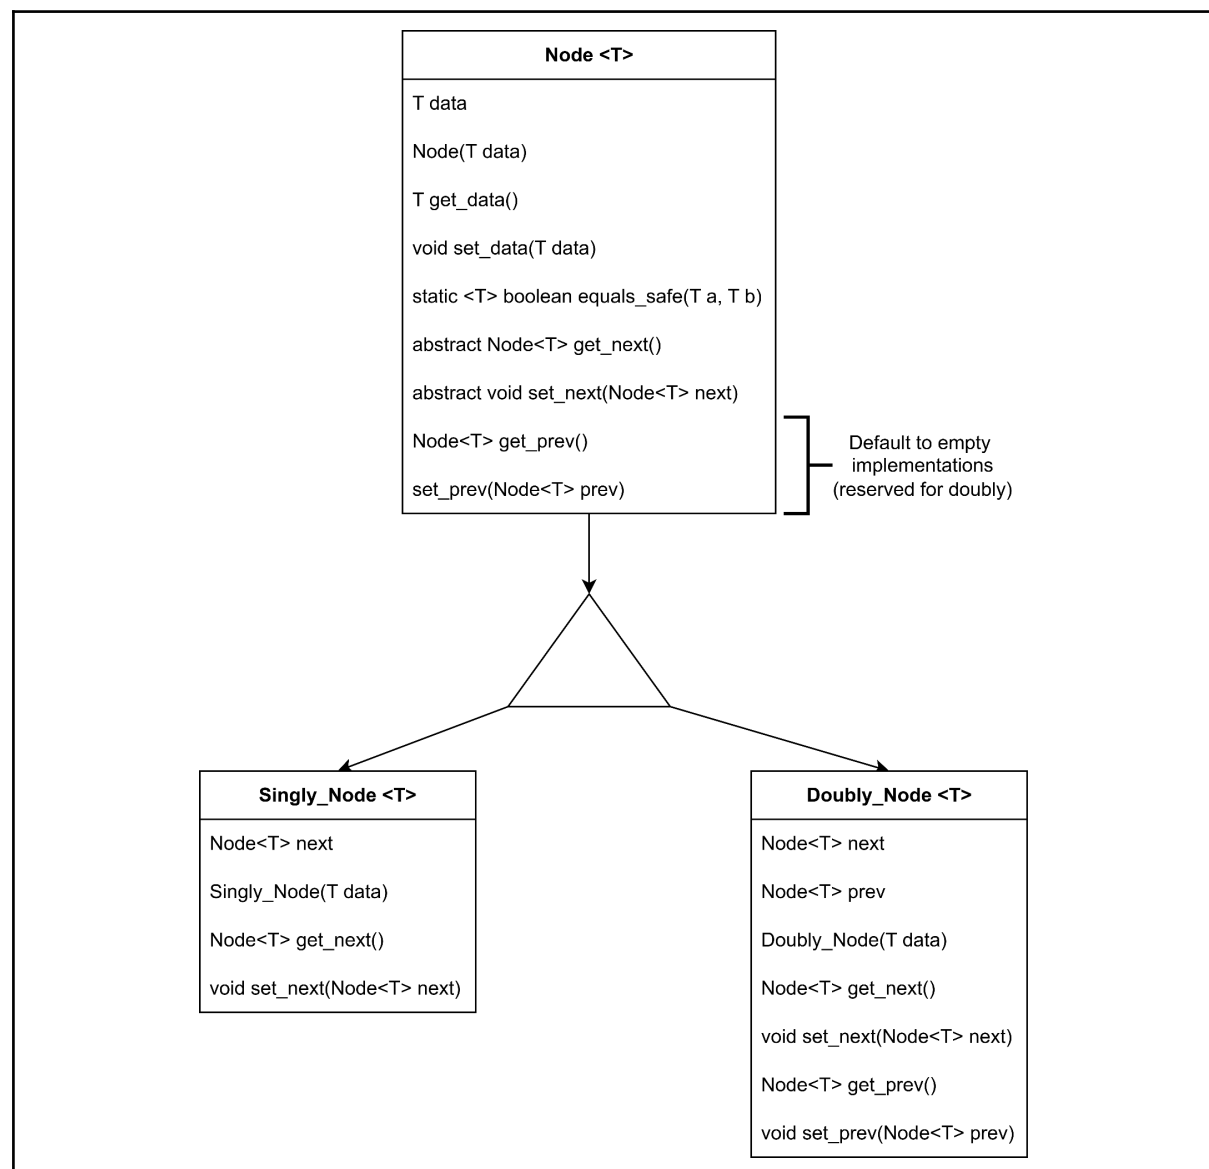 Node <T>
T data
Node(T data)
T get_data()
void set_data(T data)
static <T> boolean equals_safe(T a, T b)
abstract Node<T> get_next()
abstract void set_next(Node<T> next)
Node<T> get_prev()
set_prev(Node<T> prev)
Default to empty
implementations
(reserved for doubly)
Singly_Node <T>
Node<T> next
Singly_Node(T data)
Node<T> get_next()
void set_next(Node<T> next)
Doubly_Node <T>
Node<T> next
Node<T> prev
Doubly_Node(T data)
Node<T> get_next()
void set_next(Node<T> next)
Node<T> get_prev()
void set_prev(Node<T> prev)